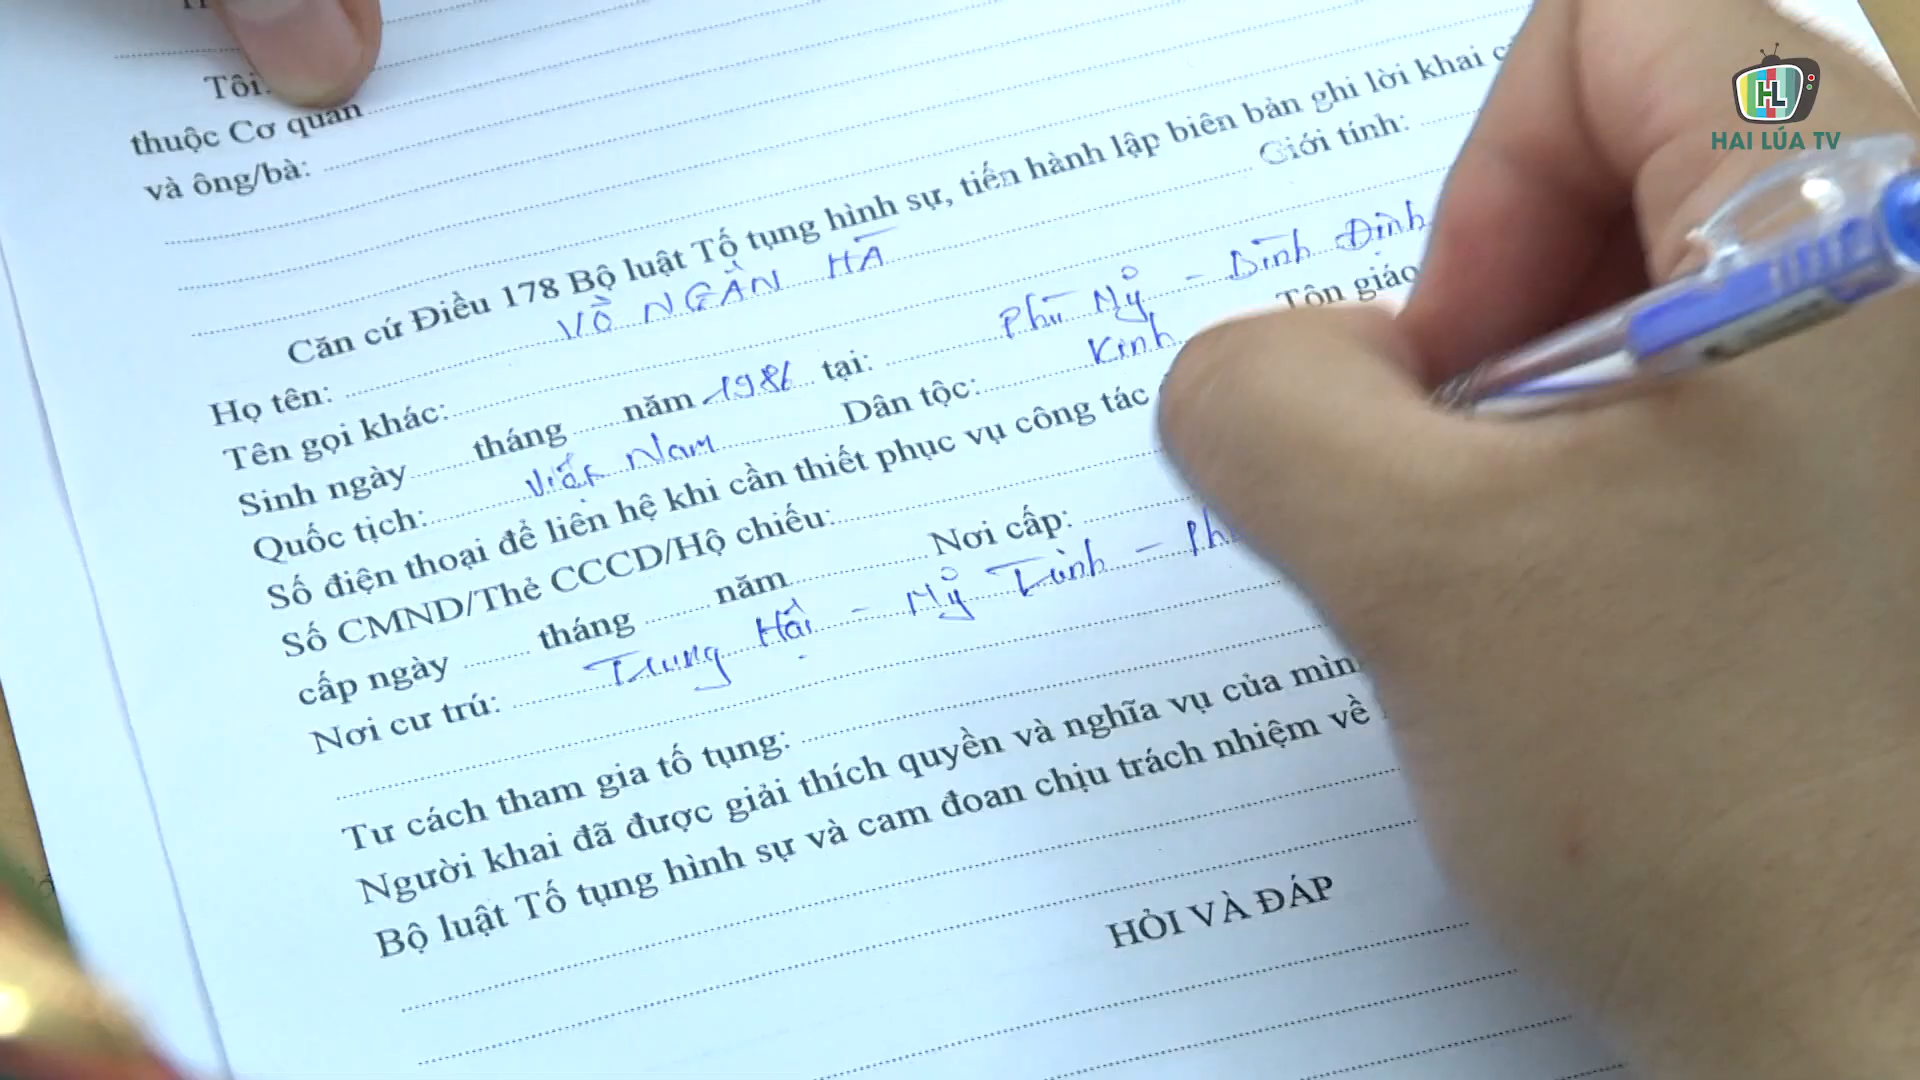 HL
HAI LÚA TV
Tôi:
thuộc Cơ quan
và ông/bà:
Căn cứ Điều 178 Bộ luật Tố tụng hình sự, tiến hành lập biên bản ghi lời khai
Họ tên: VÕ NGÂN HÀ Giới tính:
Tên gọi khác:
Sinh ngày tháng năm 1986 tại: Phù Mỹ - Bình Định
Quốc tịch: Việt Nam Dân tộc: Kinh Tôn giáo
Số điện thoại để liên hệ khi cần thiết phục vụ công tác
Số CMND/Thẻ CCCD/Hộ chiếu:
cấp ngày tháng năm Nơi cấp:
Nơi cư trú: Trung Hội - Mỹ Trinh -
Tư cách tham gia tố tụng:
Người khai đã được giải thích quyền và nghĩa vụ của
Bộ luật Tố tụng hình sự và cam đoan chịu trách nhiệm về
HỎI VÀ ĐÁP